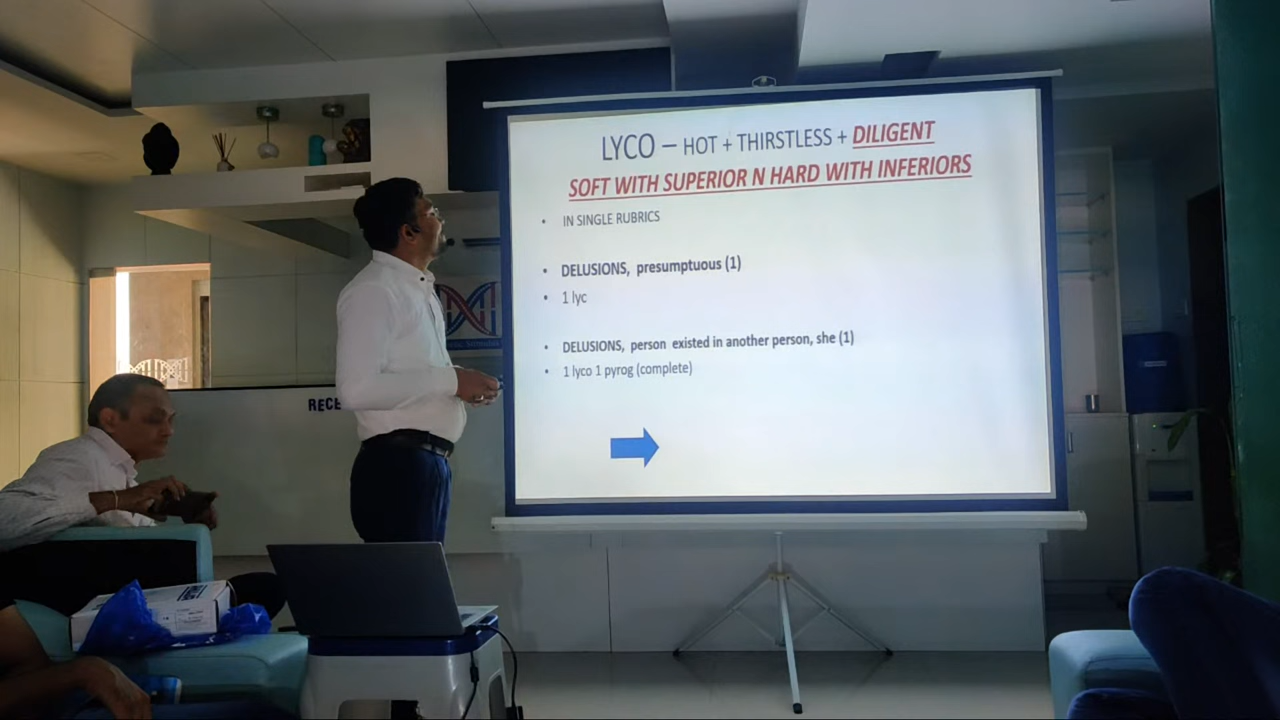 LYCO – HOT + THIRSTLESS + DILIGENT
SOFT WITH SUPERIOR N HARD WITH INFERIORS
• IN SINGLE RUBRICS
• DELUSIONS, presumptuous (1)
• 1 lyc
• DELUSIONS, person existed in another person, she (1)
• 1 lyco 1 pyrog (complete)
RECE